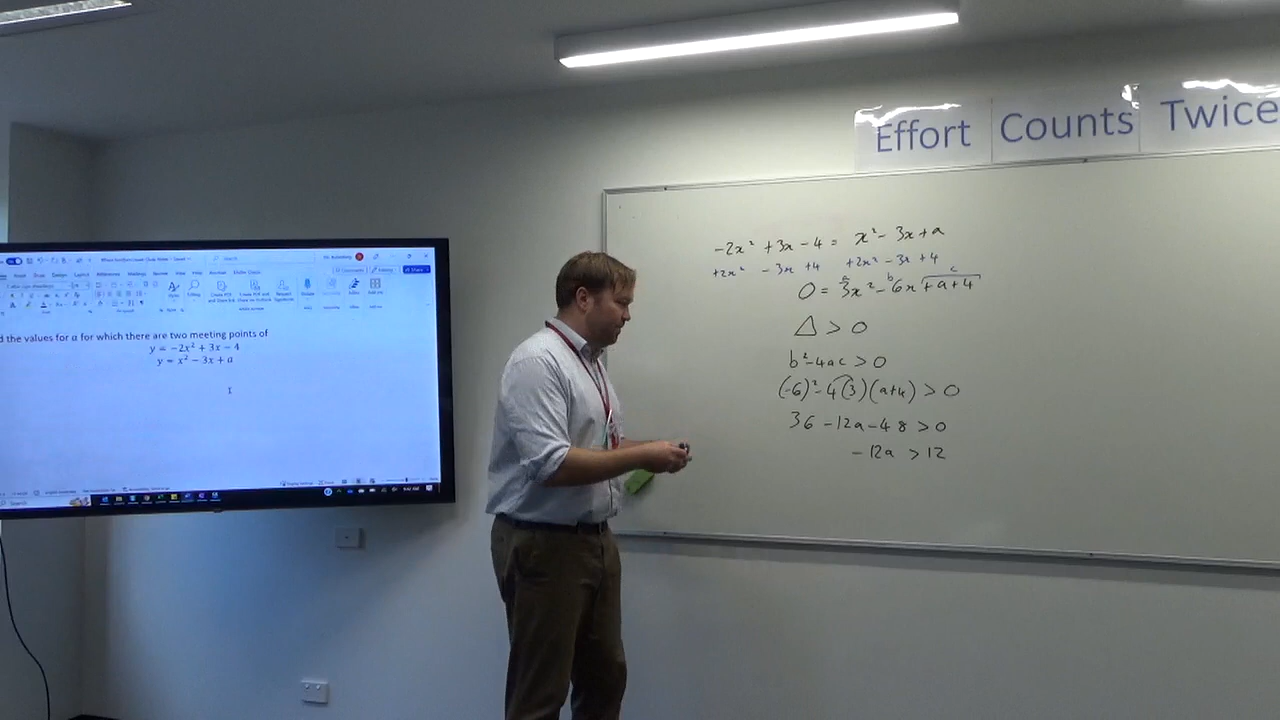 Effort Counts Twice
-2x² + 3x - 4 = x² - 3x + a
+2x² - 3x + 4 +2x² - 3x + 4
a b c
0 = 3x² - 6x + a + 4
△ > 0
b² - 4ac > 0
(-6)² - 4(3)(a+4) > 0
36 - 12a - 48 > 0
-12a > 12
d the values for a for which there are two meeting points of
y = −2x² + 3x − 4
y = x² − 3x + a